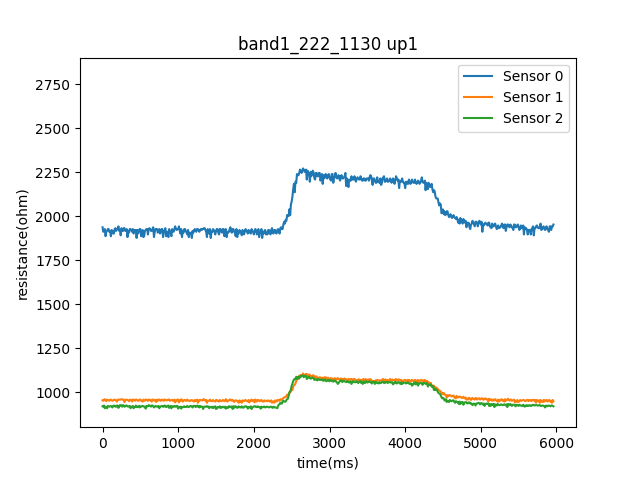 band1_222_1130 up1
Sensor 0
Sensor 1
Sensor 2
resistance(ohm)
2750
2500
2250
2000
1750
1500
1250
1000
0 1000 2000 3000 4000 5000 6000
time(ms)